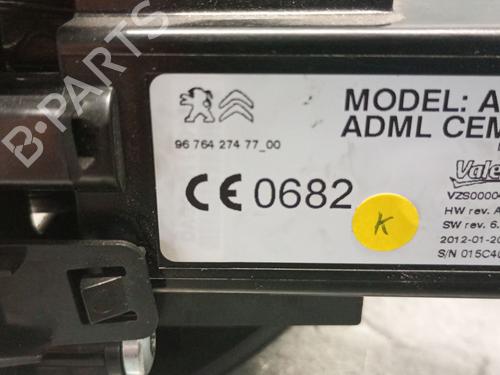 B-PARTS
MODEL: A
ADML CEM
96 764 274 77_00
CE 0682
K
Vale
VZS0000
HW rev. A
SW rev. 6.
2012-01-20
S/N 015C4
B-PARTS